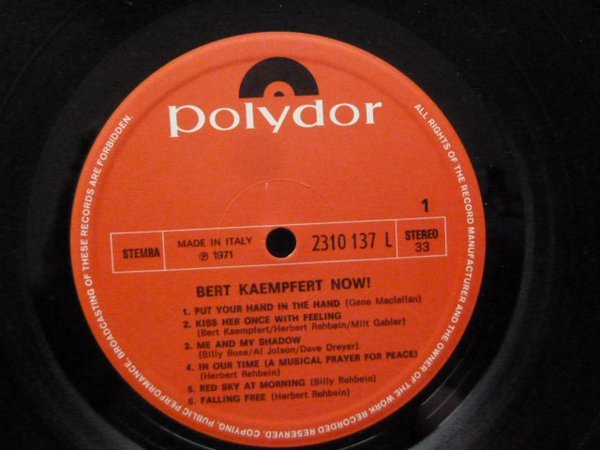 polydor
1
STEMRA
MADE IN ITALY
℗ 1971
2310 137 L
STEREO
33
BERT KAEMPFERT NOW!
1. PUT YOUR HAND IN THE HAND (Gene Maclellan)
2. KISS HER ONCE WITH FEELING
(Bert Kaempfert/Herbert Rehbein/Milt Gabler)
3. ME AND MY SHADOW
(Billy Rose/Al Jolson/Dave Dreyer)
4. IN OUR TIME (A MUSICAL PRAYER FOR PEACE)
(Herbert Rehbein)
5. RED SKY AT MORNING (Billy Rehbein)
6. FALLING FREE (Herbert Rehbein)
ALL RIGHTS OF THE RECORD MANUFACTURER AND THE OWNER OF THE WORK RECORDED RESERVED. COPYING, PUBLIC PERFORMANCE, BROADCASTING OF THESE RECORDS ARE FORBIDDEN.